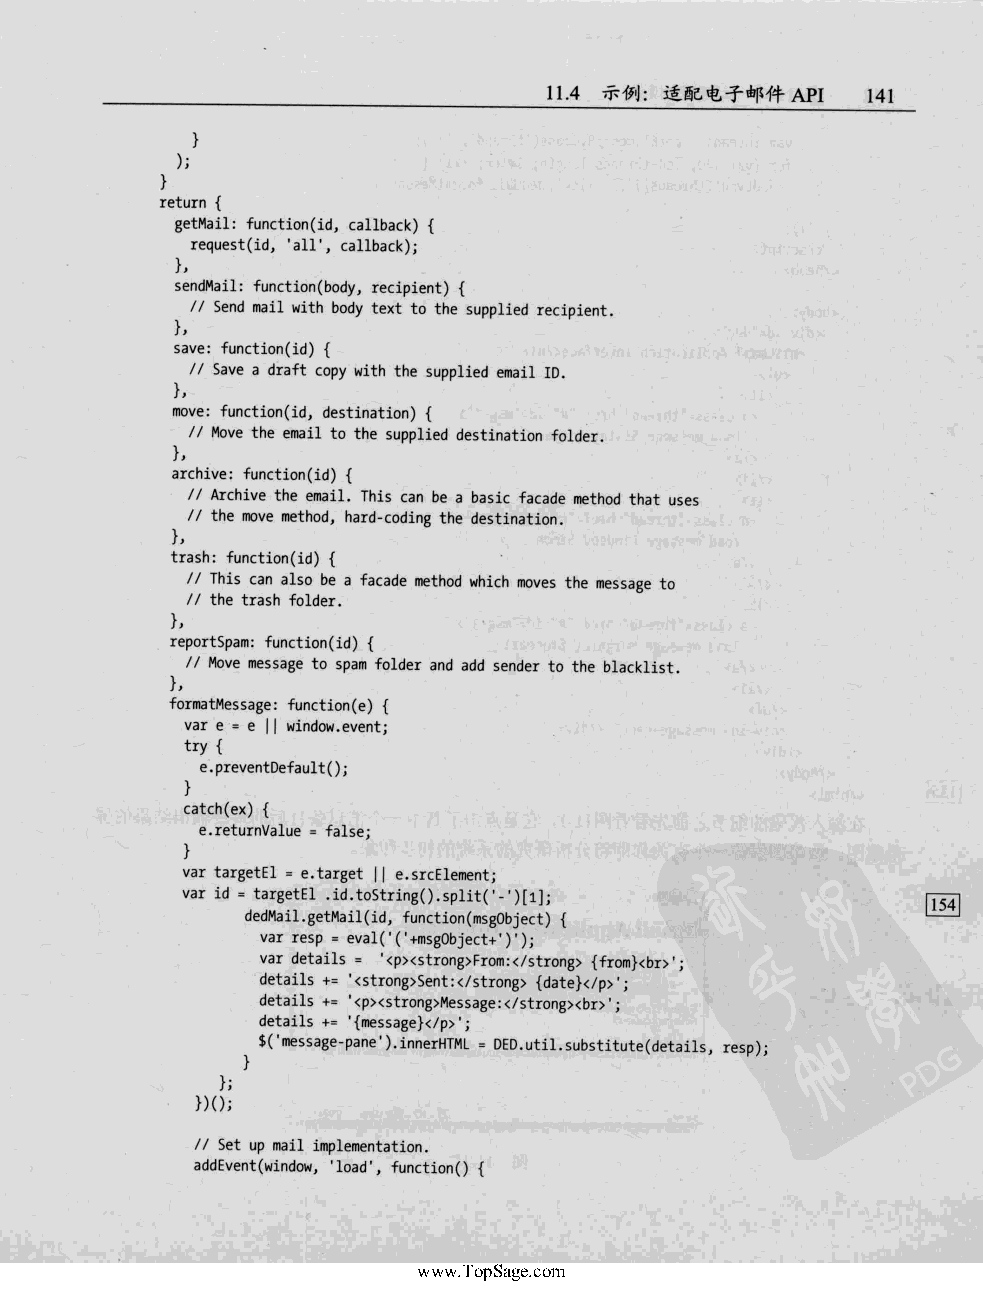 11.4 示例：适配电子邮件 API 141
}
);
}
return {
getMail: function(id, callback) {
request(id, 'all', callback);
},
sendMail: function(body, recipient) {
// Send mail with body text to the supplied recipient.
},
save: function(id) {
// Save a draft copy with the supplied email ID.
},
move: function(id, destination) {
// Move the email to the supplied destination folder.
},
archive: function(id) {
// Archive the email. This can be a basic facade method that uses
// the move method, hard-coding the destination.
},
trash: function(id) {
// This can also be a facade method which moves the message to
// the trash folder.
},
reportSpam: function(id) {
// Move message to spam folder and add sender to the blacklist.
},
formatMessage: function(e) {
var e = e || window.event;
try {
e.preventDefault();
}
catch(ex) {
e.returnValue = false;
}
var targetEl = e.target || e.srcElement;
var id = targetEl .id.toString().split('-')[1];
154
dedMail.getMail(id, function(msgObject) {
var resp = eval('('+msgObject+')');
var details = '<p><strong>From:</strong> {from}<br>';
details += '<strong>Sent:</strong> {date}</p>';
details += '<p><strong>Message:</strong><br>';
details += '{message}</p>';
$('message-pane').innerHTML = DED.util.substitute(details, resp);
}
};
})();
// Set up mail implementation.
addEvent(window, 'load', function() {
PDG
www.TopSage.com